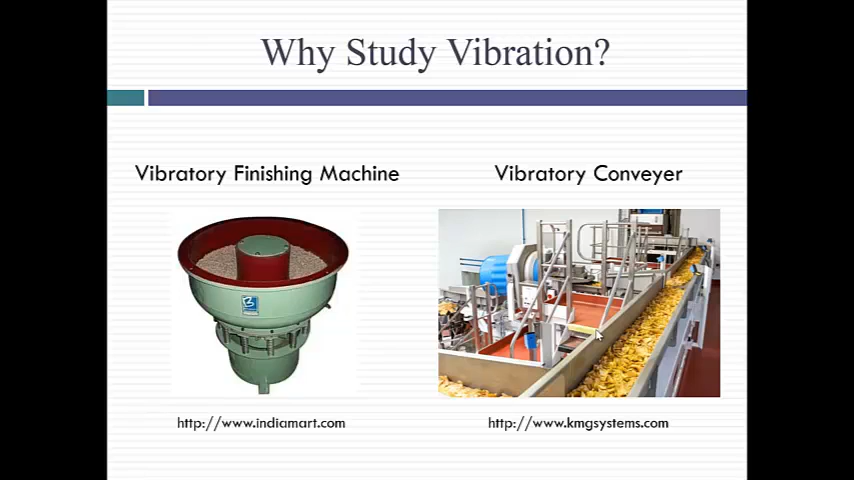 Why Study Vibration?
Vibratory Finishing Machine
Vibratory Conveyer
http://www.indiamart.com
http://www.kmgsystems.com